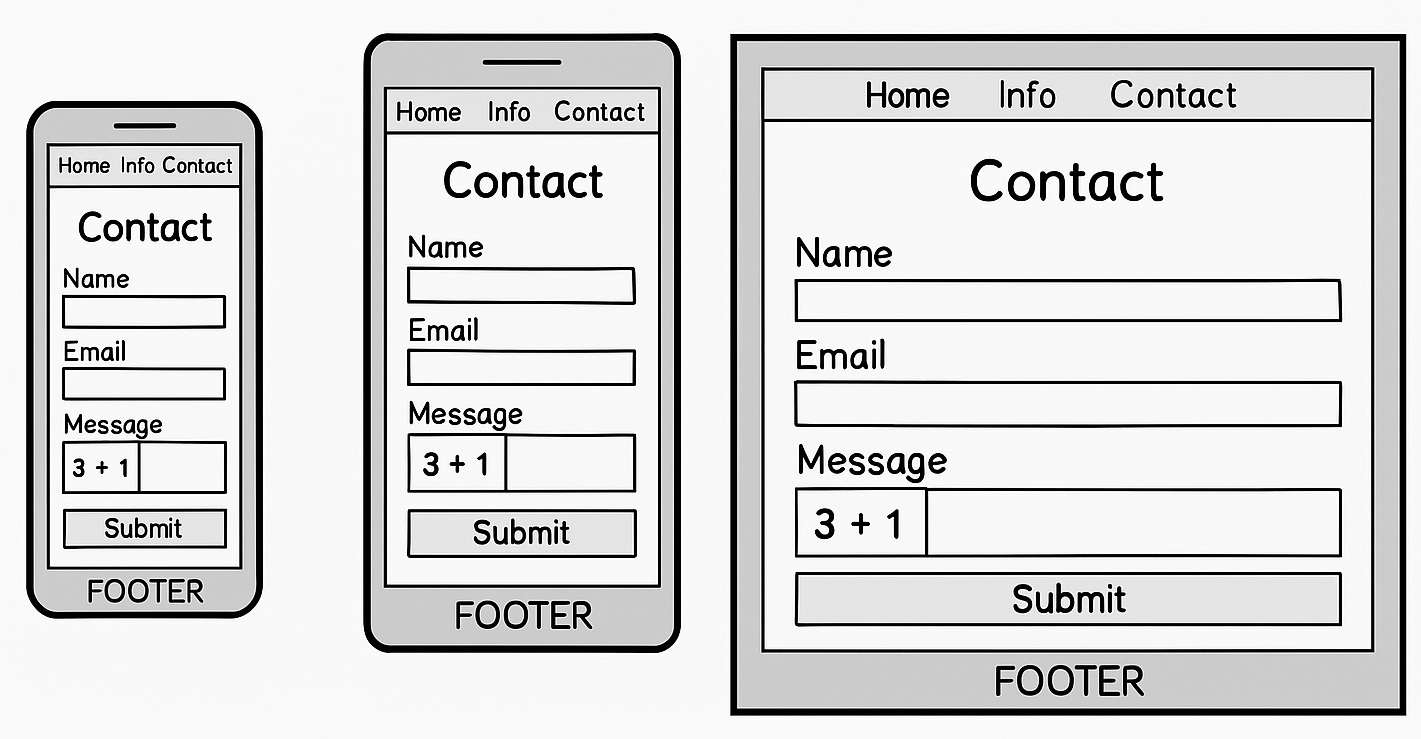 Home Info Contact
Contact
Name
Email
Message
3 + 1
Submit
FOOTER
Home Info Contact
Contact
Name
Email
Message
3 + 1
Submit
FOOTER
Home Info Contact
Contact
Name
Email
Message
3 + 1
Submit
FOOTER